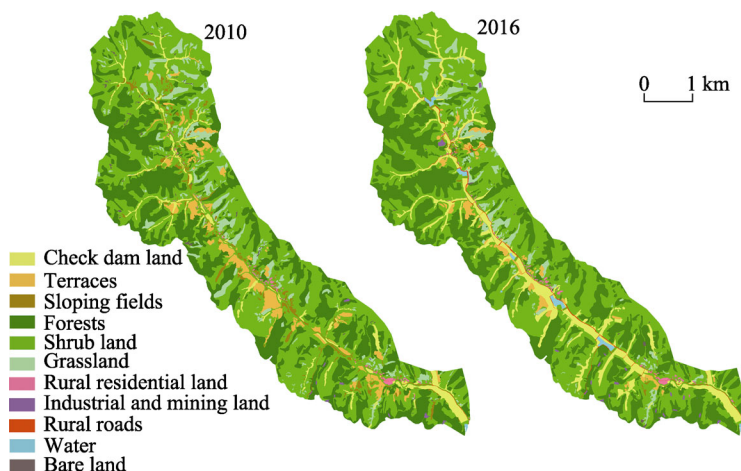 2010
2016
0 1 km
Check dam land
Terraces
Sloping fields
Forests
Shrub land
Grassland
Rural residential land
Industrial and mining land
Rural roads
Water
Bare land